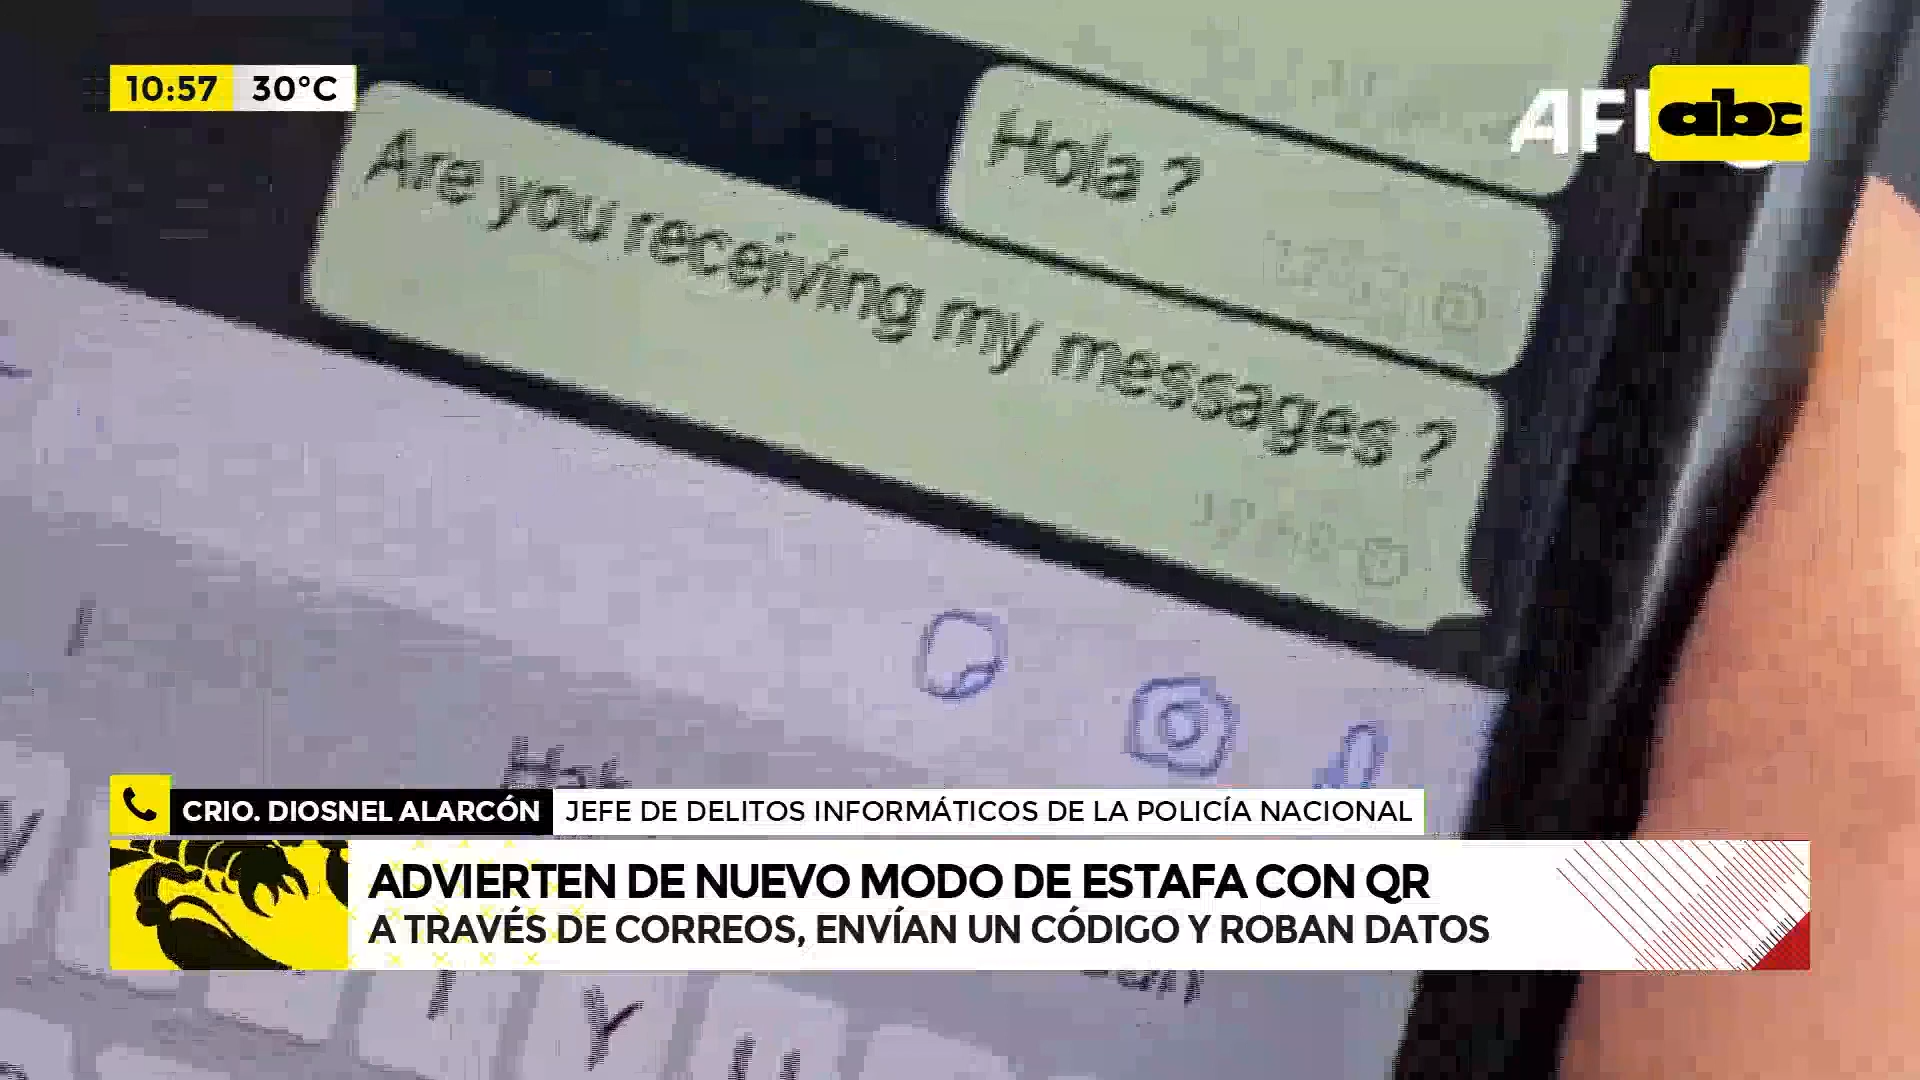 10:57 30°C
AF
abc
Hola ?
Are you receiving my messages ?
CRIO. DIOSNEL ALARCÓN JEFE DE DELITOS INFORMÁTICOS DE LA POLICÍA NACIONAL
ADVIERTEN DE NUEVO MODO DE ESTAFA CON QR
A TRAVÉS DE CORREOS, ENVÍAN UN CÓDIGO Y ROBAN DATOS
Y